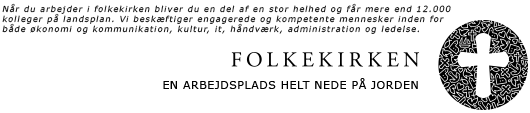 Når du arbejder i folkekirken bliver du en del af en stor helhed og får mere end 12.000
kolleger på landsplan. Vi beskæftiger engagerede og kompetente mennesker inden for
både økonomi og kommunikation, kultur, it, håndværk, administration og ledelse.
FOLKEKIRKEN
EN ARBEJDSPLADS HELT NEDE PÅ JORDEN